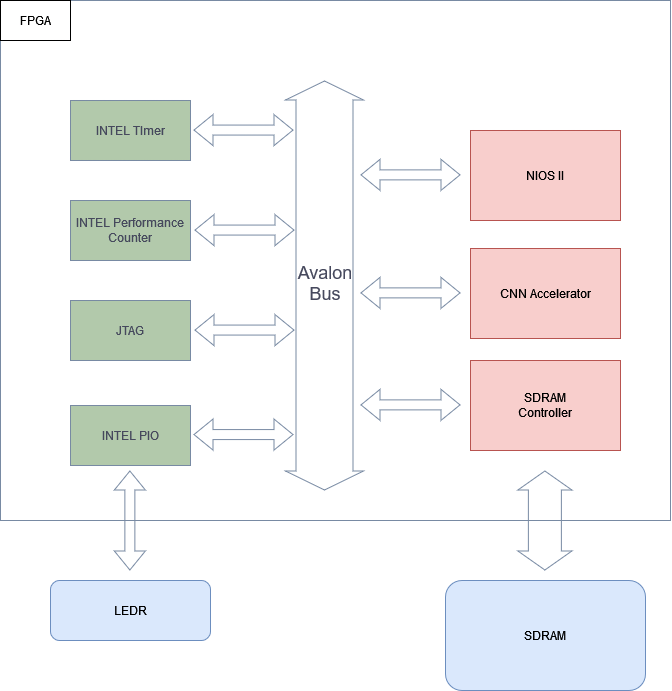 FPGA
INTEL TImer
INTEL Performance
Counter
JTAG
INTEL PIO
Avalon
Bus
NIOS II
CNN Accelerator
SDRAM
Controller
LEDR
SDRAM